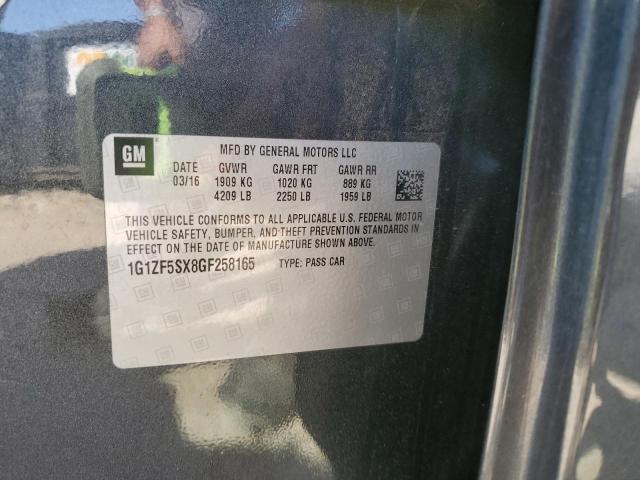 GM
MFD BY GENERAL MOTORS LLC
DATE GVWR GAWR FRT GAWR RR
03/16 1909 KG 1020 KG 889 KG
4209 LB 2250 LB 1959 LB
THIS VEHICLE CONFORMS TO ALL APPLICABLE U.S. FEDERAL MOTOR
VEHICLE SAFETY, BUMPER, AND THEFT PREVENTION STANDARDS IN
EFFECT ON THE DATE OF MANUFACTURE SHOWN ABOVE.
1G1ZF5SX8GF258165 TYPE: PASS CAR